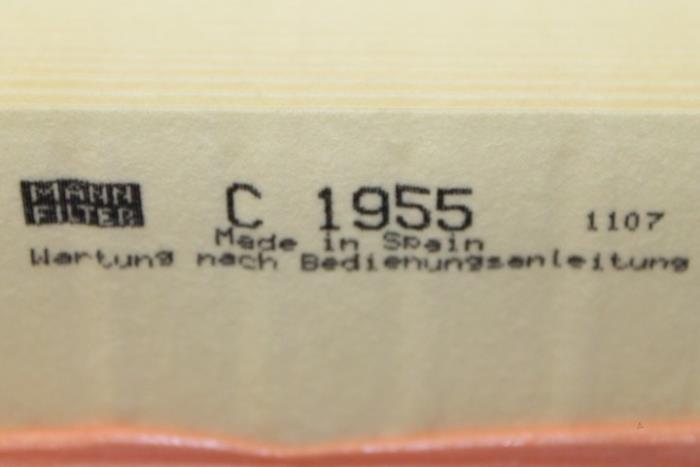 MANN
FILTER
C 1955
1107
Made in Spain
Wartung nach Bedienungsanleitung